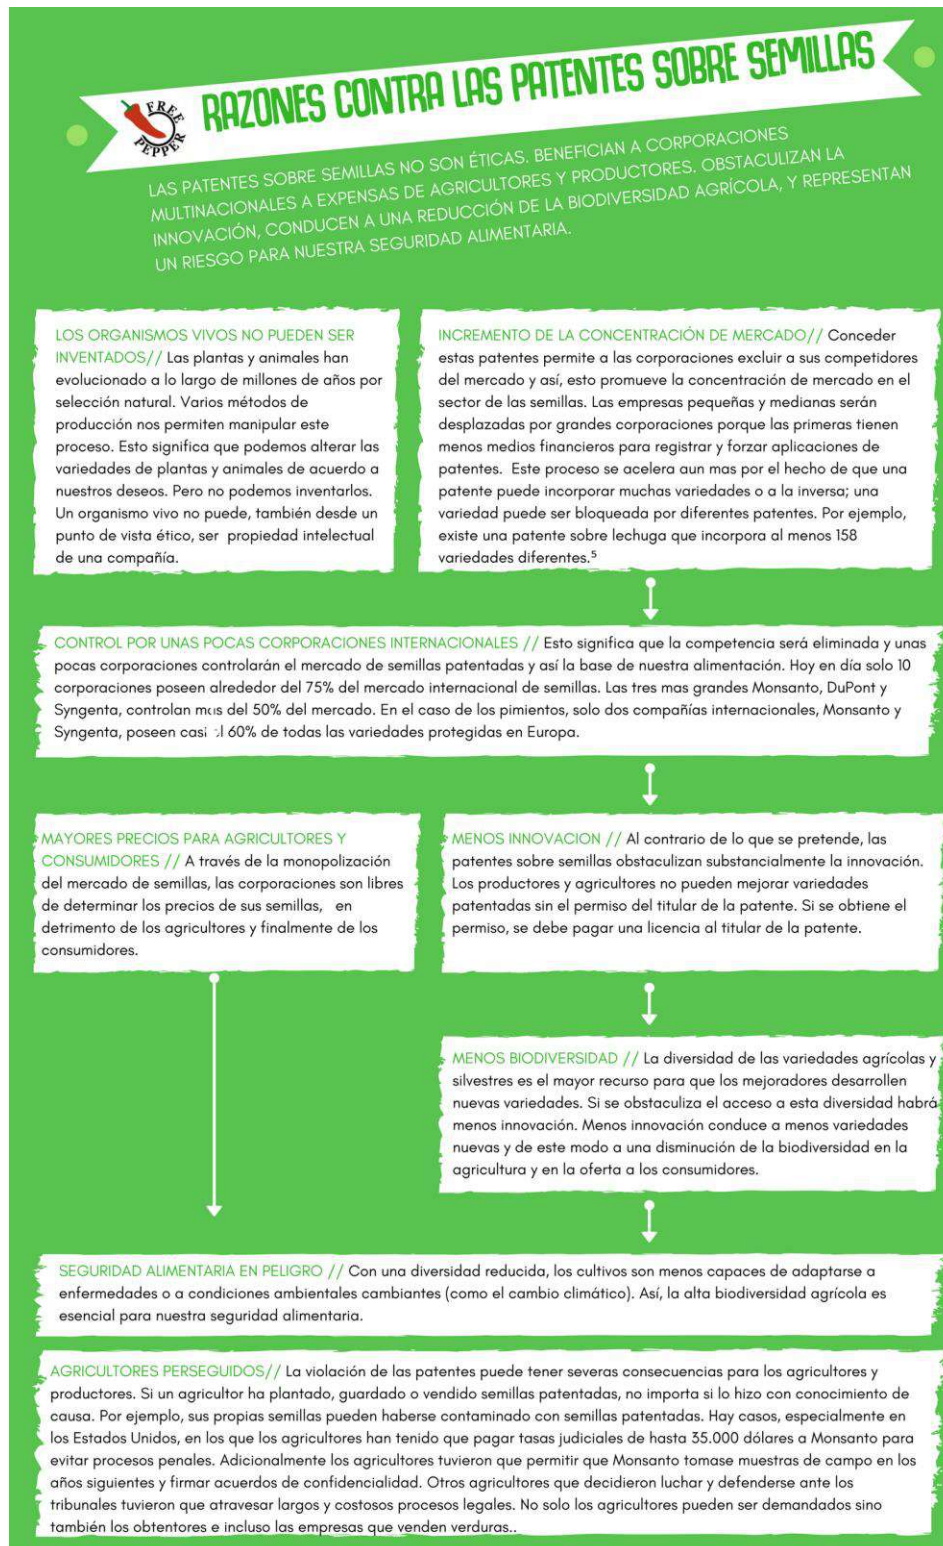 FREE
PEPPER
RAZONES CONTRA LAS PATENTES SOBRE SEMILLAS
LAS PATENTES SOBRE SEMILLAS NO SON ÉTICAS. BENEFICIAN A CORPORACIONES
MULTINACIONALES A EXPENSAS DE AGRICULTORES Y PRODUCTORES. OBSTACULIZAN LA
INNOVACIÓN, CONDUCEN A UNA REDUCCIÓN DE LA BIODIVERSIDAD AGRÍCOLA, Y REPRESENTAN
UN RIESGO PARA NUESTRA SEGURIDAD ALIMENTARIA.
LOS ORGANISMOS VIVOS NO PUEDEN SER
INVENTADOS// Las plantas y animales han
evolucionado a lo largo de millones de años por
selección natural. Varios métodos de
producción nos permiten manipular este
proceso. Esto significa que podemos alterar las
variedades de plantas y animales de acuerdo a
nuestros deseos. Pero no podemos inventarlos.
Un organismo vivo no puede, también desde un
punto de vista ético, ser propiedad intelectual
de una compañía.
INCREMENTO DE LA CONCENTRACIÓN DE MERCADO// Conceder
estas patentes permite a las corporaciones excluir a sus competidores
del mercado y así, esto promueve la concentración de mercado en el
sector de las semillas. Las empresas pequeñas y medianas serán
desplazadas por grandes corporaciones porque las primeras tienen
menos medios financieros para registrar y forzar aplicaciones de
patentes. Este proceso se acelera aun mas por el hecho de que una
patente puede incorporar muchas variedades o a la inversa; una
variedad puede ser bloqueada por diferentes patentes. Por ejemplo,
existe una patente sobre lechuga que incorpora al menos 158
variedades diferentes.⁵
CONTROL POR UNAS POCAS CORPORACIONES INTERNACIONALES // Esto significa que la competencia será eliminada y unas
pocas corporaciones controlarán el mercado de semillas patentadas y así la base de nuestra alimentación. Hoy en día solo 10
corporaciones poseen alrededor del 75% del mercado internacional de semillas. Las tres mas grandes Monsanto, DuPont y
Syngenta, controlan mas del 50% del mercado. En el caso de los pimientos, solo dos compañías internacionales, Monsanto y
Syngenta, poseen casi el 60% de todas las variedades protegidas en Europa.
MAYORES PRECIOS PARA AGRICULTORES Y
CONSUMIDORES // A través de la monopolización
del mercado de semillas, las corporaciones son libres
de determinar los precios de sus semillas, en
detrimento de los agricultores y finalmente de los
consumidores.
MENOS INNOVACION // Al contrario de lo que se pretende, las
patentes sobre semillas obstaculizan substancialmente la innovación.
Los productores y agricultores no pueden mejorar variedades
patentadas sin el permiso del titular de la patente. Si se obtiene el
permiso, se debe pagar una licencia al titular de la patente.
MENOS BIODIVERSIDAD // La diversidad de las variedades agrícolas y
silvestres es el mayor recurso para que los mejoradores desarrollen
nuevas variedades. Si se obstaculiza el acceso a esta diversidad habrá
menos innovación. Menos innovación conduce a menos variedades
nuevas y de este modo a una disminución de la biodiversidad en la
agricultura y en la oferta a los consumidores.
SEGURIDAD ALIMENTARIA EN PELIGRO // Con una diversidad reducida, los cultivos son menos capaces de adaptarse a
enfermedades o a condiciones ambientales cambiantes (como el cambio climático). Así, la alta biodiversidad agrícola es
esencial para nuestra seguridad alimentaria.
AGRICULTORES PERSEGUIDOS// La violación de las patentes puede tener severas consecuencias para los agricultores y
productores. Si un agricultor ha plantado, guardado o vendido semillas patentadas, no importa si lo hizo con conocimiento de
causa. Por ejemplo, sus propias semillas pueden haberse contaminado con semillas patentadas. Hay casos, especialmente en
los Estados Unidos, en los que los agricultores han tenido que pagar tasas judiciales de hasta 35.000 dólares a Monsanto para
evitar procesos penales. Adicionalmente los agricultores tuvieron que permitir que Monsanto tomase muestras de campo en los
años siguientes y firmar acuerdos de confidencialidad. Otros agricultores que decidieron luchar y defenderse ante los
tribunales tuvieron que atravesar largos y costosos procesos legales. No solo los agricultores pueden ser demandados sino
también los obtentores e incluso las empresas que venden verduras..